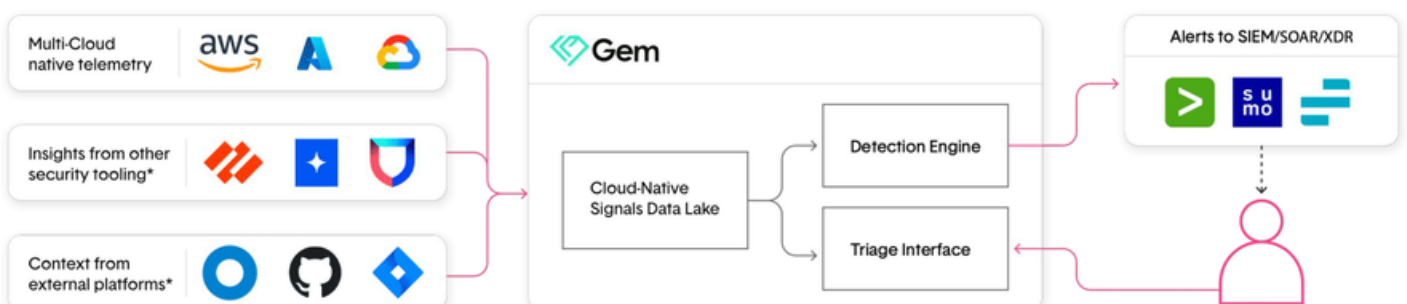 Multi-Cloud
native telemetry
aws
Insights from other
security tooling*
Context from
external platforms*
Gem
Cloud-Native
Signals Data Lake
Detection Engine
Triage Interface
Alerts to SIEM/SOAR/XDR
su
mo